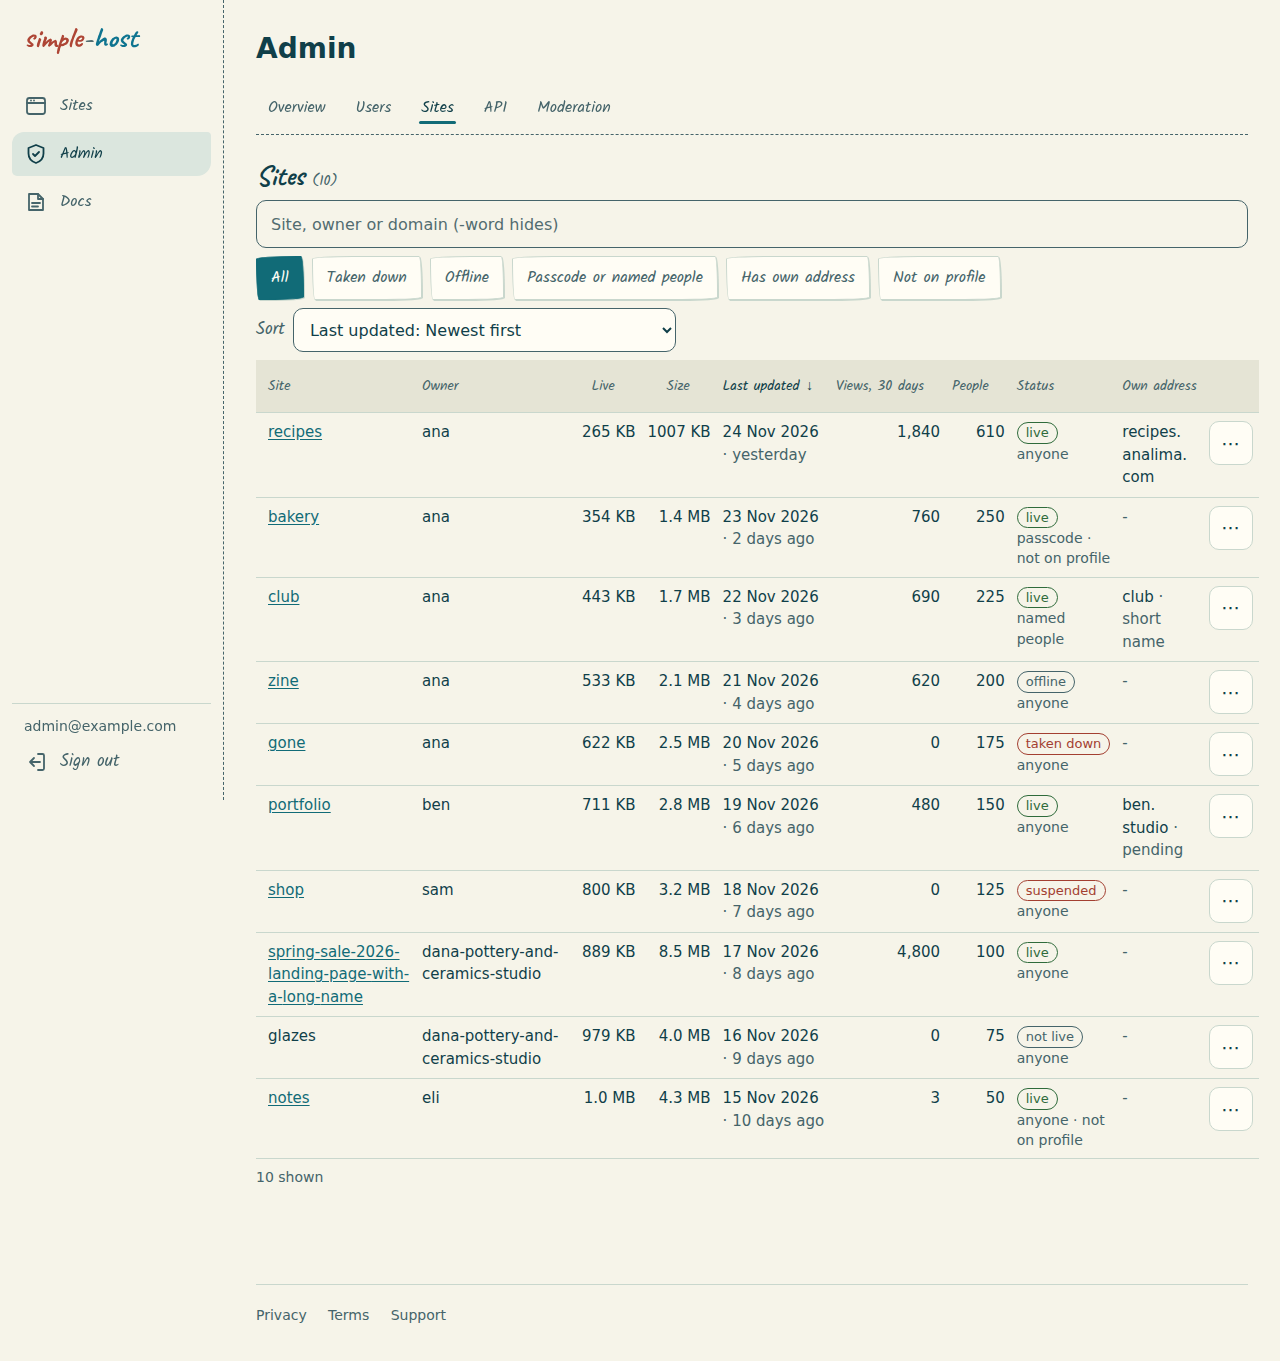 simple-host
Sites
Admin
Docs
admin@example.com
Sign out
Admin
Overview Users Sites API Moderation
Sites (10)
Site, owner or domain (-word hides)
All Taken down Offline Passcode or named people Has own address Not on profile
Sort Last updated: Newest first
Site Owner Live Size Last updated ↓ Views, 30 days People Status Own address
recipes ana 265 KB 1007 KB 24 Nov 2026 1,840 610 live recipes. ...
· yesterday anyone analima.
com
bakery ana 354 KB 1.4 MB 23 Nov 2026 760 250 live - ...
· 2 days ago passcode ·
not on profile
club ana 443 KB 1.7 MB 22 Nov 2026 690 225 live club · ...
· 3 days ago named short
people name
zine ana 533 KB 2.1 MB 21 Nov 2026 620 200 offline - ...
· 4 days ago anyone
gone ana 622 KB 2.5 MB 20 Nov 2026 0 175 taken down - ...
· 5 days ago anyone
portfolio ben 711 KB 2.8 MB 19 Nov 2026 480 150 live ben. ...
· 6 days ago anyone studio ·
pending
shop sam 800 KB 3.2 MB 18 Nov 2026 0 125 suspended - ...
· 7 days ago anyone
spring-sale-2026- dana-pottery-and- 889 KB 8.5 MB 17 Nov 2026 4,800 100 live - ...
landing-page-with- ceramics-studio · 8 days ago anyone
a-long-name
glazes dana-pottery-and- 979 KB 4.0 MB 16 Nov 2026 0 75 not live - ...
ceramics-studio · 9 days ago anyone
notes eli 1.0 MB 4.3 MB 15 Nov 2026 3 50 live - ...
· 10 days ago anyone · not
on profile
10 shown
Privacy Terms Support